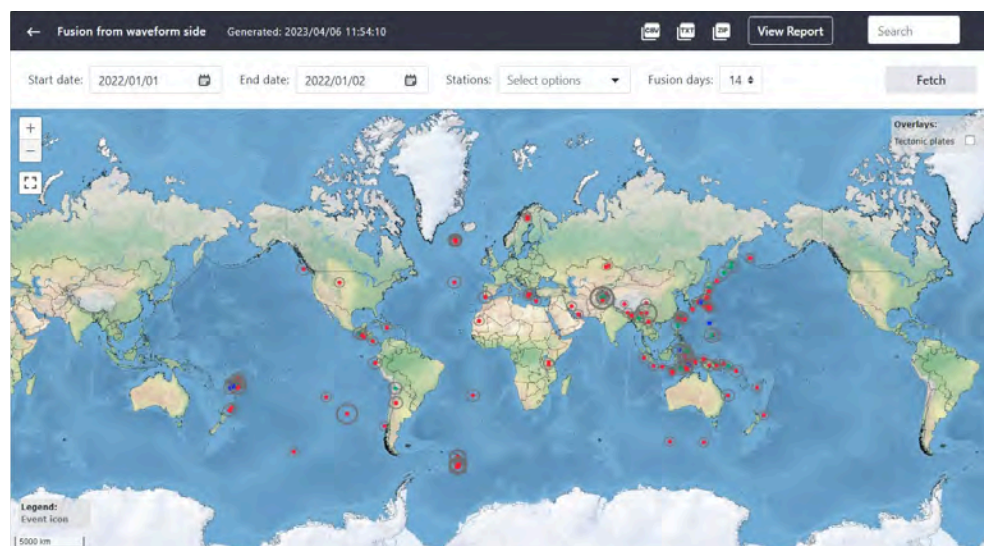 ← Fusion from waveform side Generated: 2023/04/06 11:54:10 CSV TXT ZIP View Report Search
Start date: 2022/01/01 End date: 2022/01/02 Stations: Select options Fusion days: 14 Fetch
+
−
Overlays:
Tectonic plates
Legend:
Event icon
5000 km